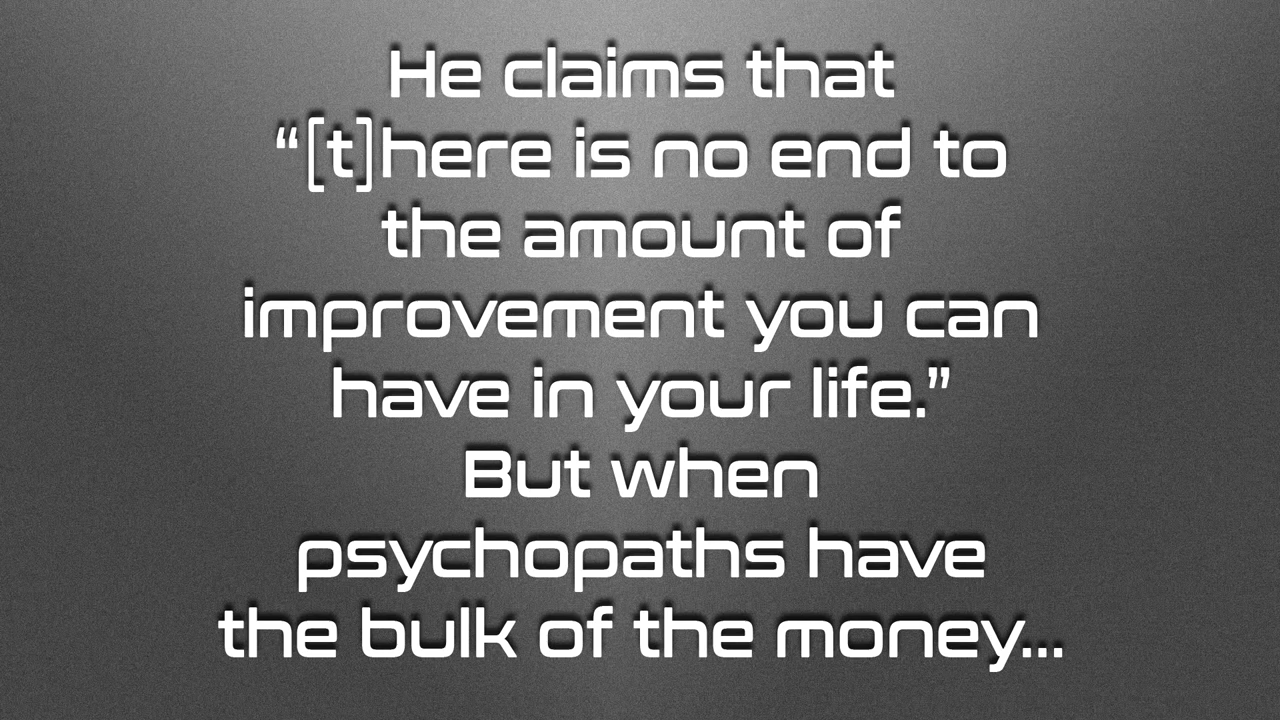 He claims that
“[t]here is no end to
the amount of
improvement you can
have in your life.”
But when
psychopaths have
the bulk of the money...